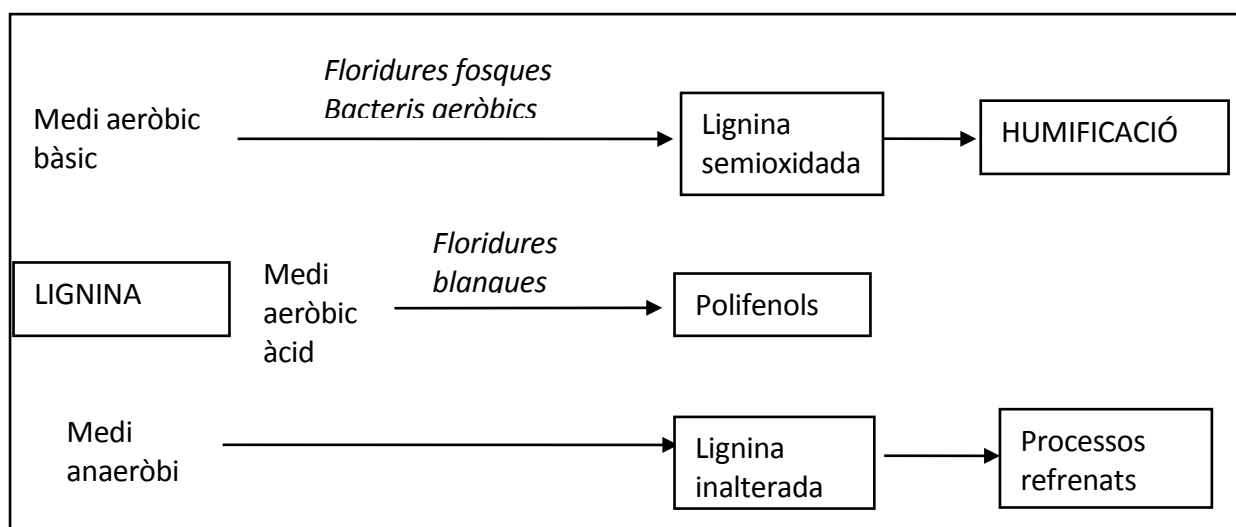 Floridures fosques
Bacteris aeròbics
Medi aeròbic
bàsic
Lignina
semioxidada
HUMIFICACIÓ
LIGNINA
Medi
aeròbic
àcid
Floridures
blanques
Polifenols
Medi
anaeròbi
Lignina
inalterada
Processos
refrenats